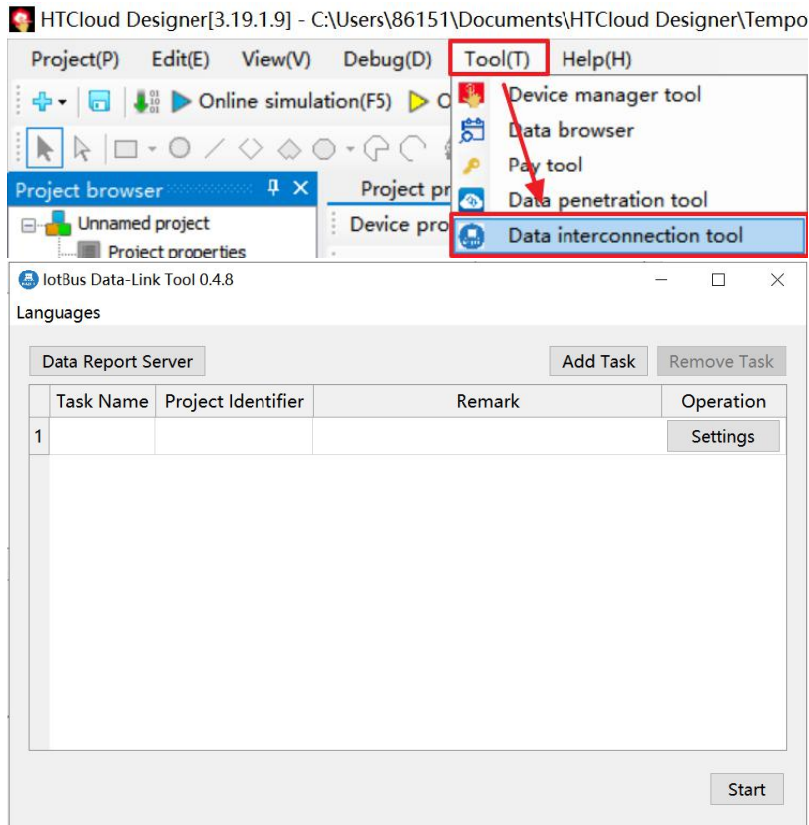 HTCloud Designer[3.19.1.9] - C:\Users\86151\Documents\HTCloud Designer\Tempo
Project(P) Edit(E) View(V) Debug(D) Tool(T) Help(H)
Online simulation(F5)
Device manager tool
Data browser
Pay tool
Project browser
Project pr
Data penetration tool
Unnamed project
Device pro
Data interconnection tool
Project properties
IotBus Data-Link Tool 0.4.8
Languages
Data Report Server Add Task Remove Task
Task Name Project Identifier Remark Operation
1 Settings
Start